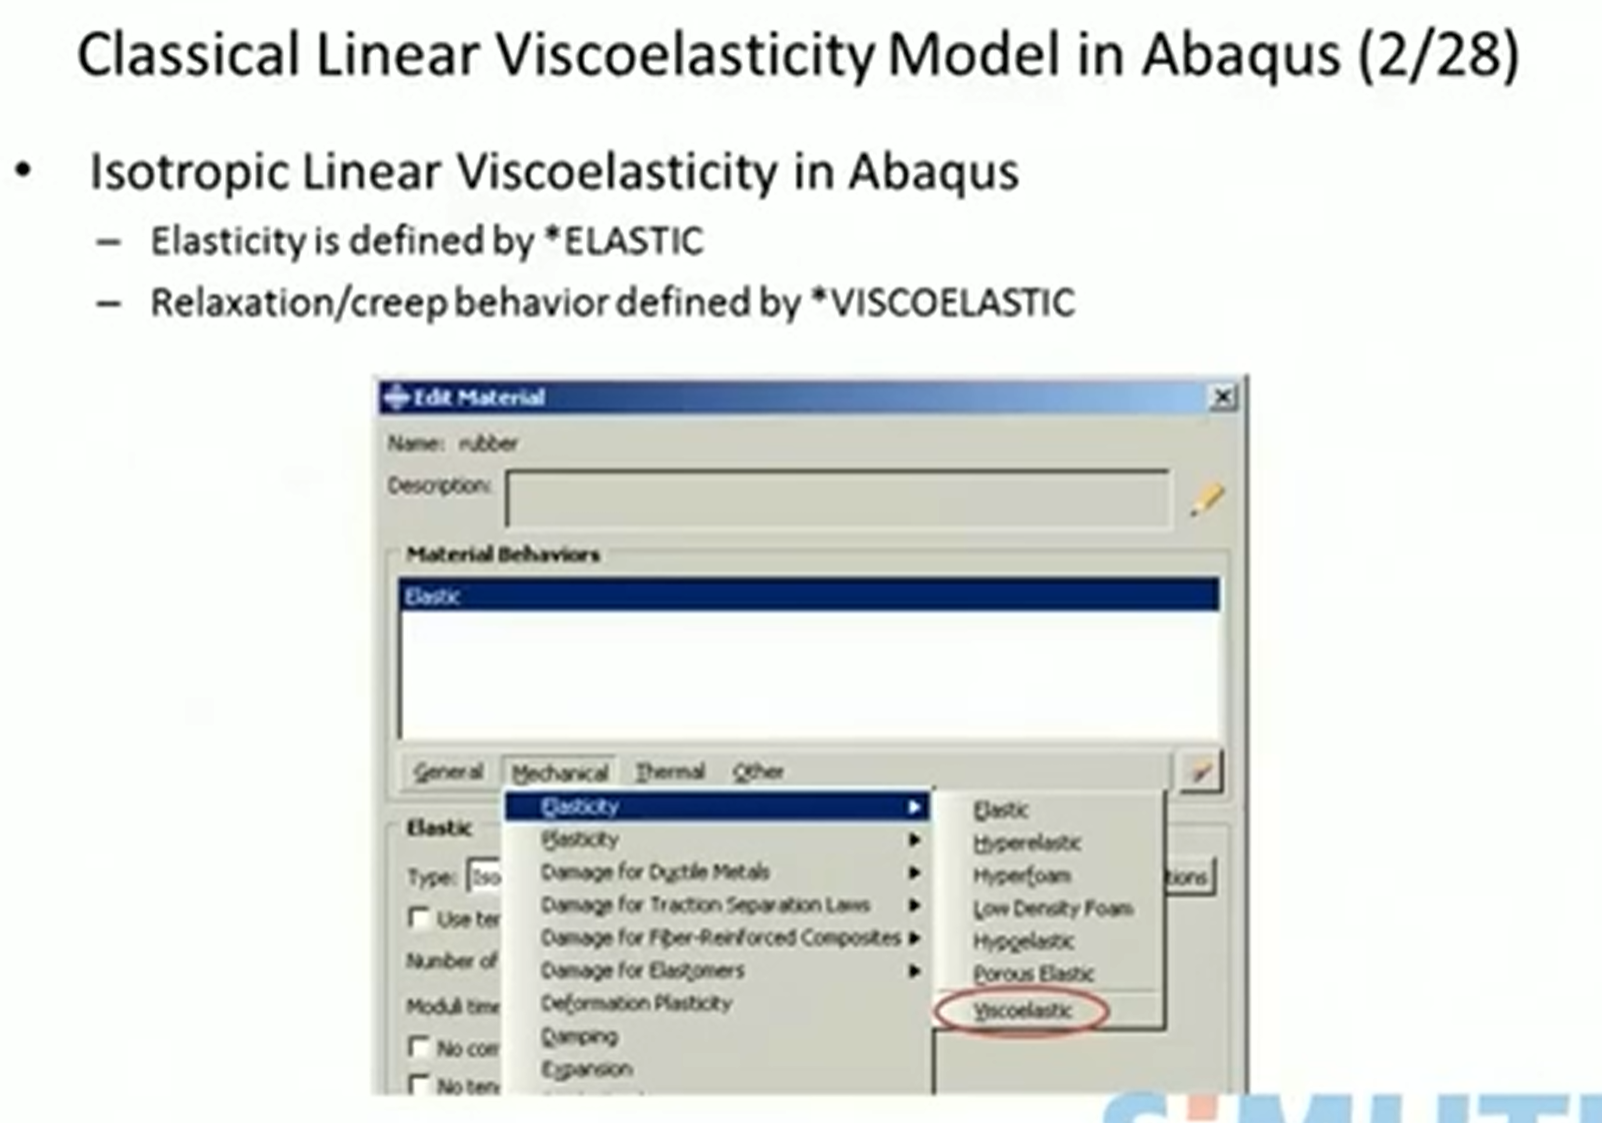 Classical Linear Viscoelasticity Model in Abaqus (2/28)
• Isotropic Linear Viscoelasticity in Abaqus
– Elasticity is defined by *ELASTIC
– Relaxation/creep behavior defined by *VISCOELASTIC
Edit Material
Name: rubber
Description:
Material Behaviors
Elastic
General Mechanical Thermal Other
Elasticity
Plasticity
Damage for Ductile Metals
Damage for Traction Separation Laws
Damage for Fiber-Reinforced Composites
Damage for Elastomers
Deformation Plasticity
Damping
Expansion
Elastic
Hyperelastic
Hyperfoam
Low Density Foam
Hypoelastic
Porous Elastic
Viscoelastic
Elastic
Type: Iso
Use ter
Number of
Moduli time
No com
No ten
tions